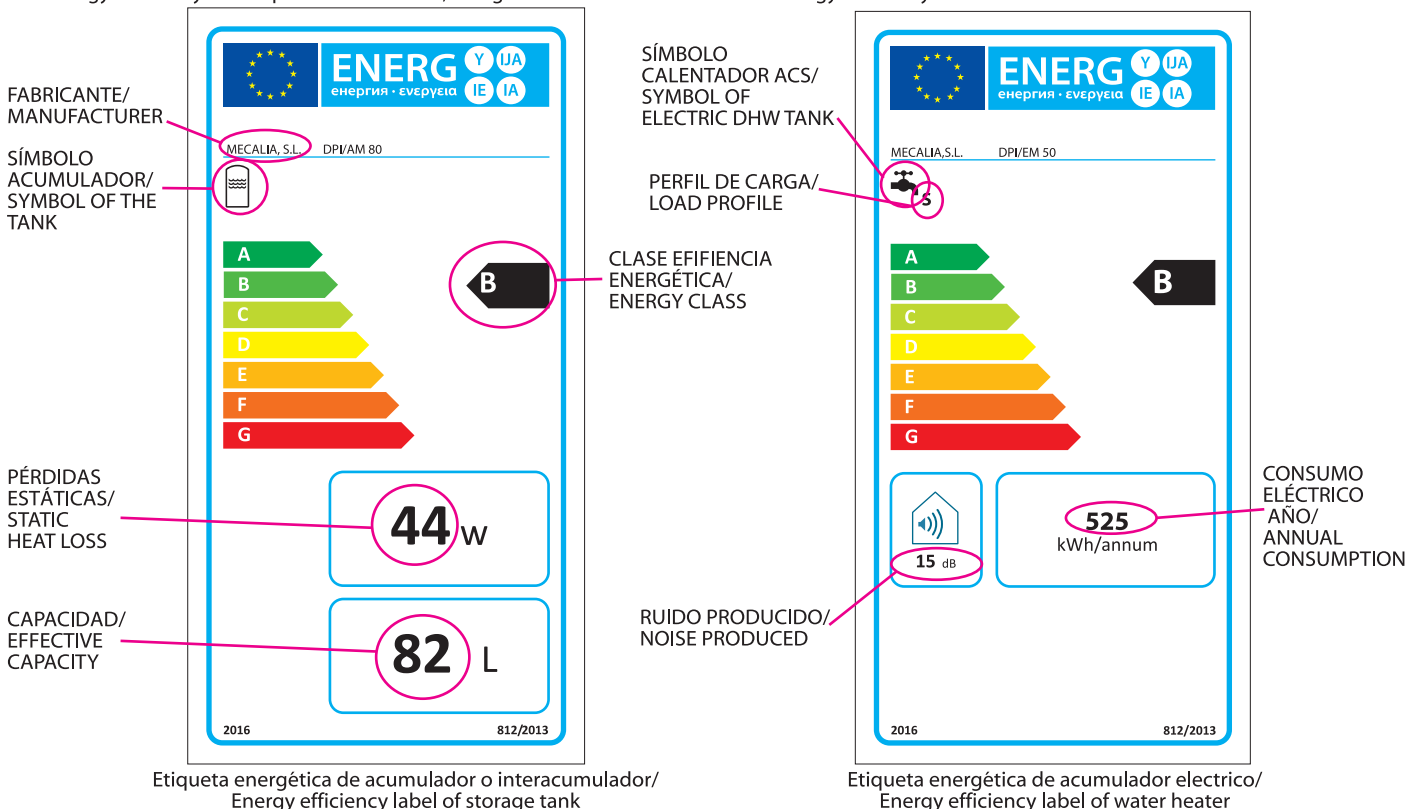 ENERG
Y IJA
IE IA
енергия · ενεργεια
FABRICANTE/
MANUFACTURER
MECALIA, S.L. DPI/AM 80
SÍMBOLO
ACUMULADOR/
SYMBOL OF THE
TANK
A
B
C
D
E
F
G
B
CLASE EFIFIENCIA
ENERGÉTICA/
ENERGY CLASS
PÉRDIDAS
ESTÁTICAS/
STATIC
HEAT LOSS
44 W
CAPACIDAD/
EFFECTIVE
CAPACITY
82 L
2016 812/2013
Etiqueta energética de acumulador o interacumulador/
Energy efficiency label of storage tank
SÍMBOLO
CALENTADOR ACS/
SYMBOL OF
ELECTRIC DHW TANK
ENERG
Y IJA
IE IA
енергия · ενεργεια
MECALIA,S.L. DPI/EM 50
PERFIL DE CARGA/
LOAD PROFILE
S
A
B
C
D
E
F
G
B
15 dB
525
kWh/annum
CONSUMO
ELÉCTRICO
AÑO/
ANNUAL
CONSUMPTION
RUIDO PRODUCIDO/
NOISE PRODUCED
2016 812/2013
Etiqueta energética de acumulador electrico/
Energy efficiency label of water heater